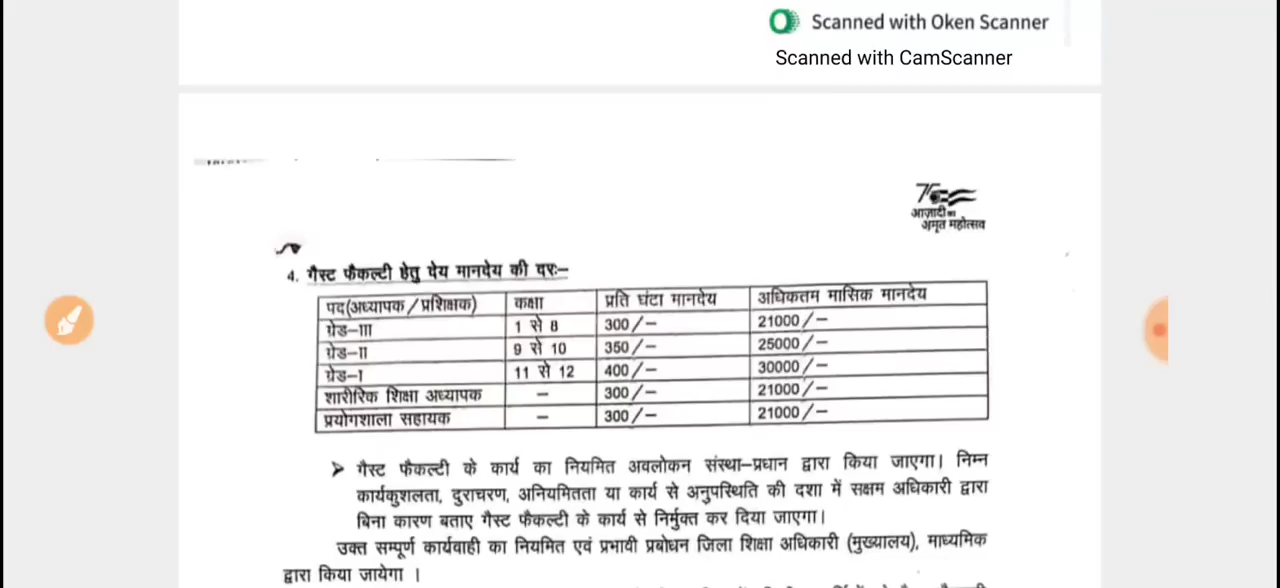 Scanned with Oken Scanner
Scanned with CamScanner
आज़ादी का
अमृत महोत्सव
4. गैस्ट फैकल्टी हेतु देय मानदेय की दरः–
पद(अध्यापक/प्रशिक्षक) कक्षा प्रति घंटा मानदेय अधिकतम मासिक मानदेय
ग्रेड-III 1 से 8 300/– 21000/–
ग्रेड-II 9 से 10 350/– 25000/–
ग्रेड-I 11 से 12 400/– 30000/–
शारीरिक शिक्षा अध्यापक – 300/– 21000/–
प्रयोगशाला सहायक – 300/– 21000/–
➢ गैस्ट फैकल्टी के कार्य का नियमित अवलोकन संस्था–प्रधान द्वारा किया जाएगा। निम्न
कार्यकुशलता, दुराचरण, अनियमितता या कार्य से अनुपस्थिति की दशा में सक्षम अधिकारी द्वारा
बिना कारण बताए गैस्ट फैकल्टी के कार्य से निर्मुक्त कर दिया जाएगा।
उक्त सम्पूर्ण कार्यवाही का नियमित एवं प्रभावी प्रबोधन जिला शिक्षा अधिकारी (मुख्यालय), माध्यमिक
द्वारा किया जायेगा ।